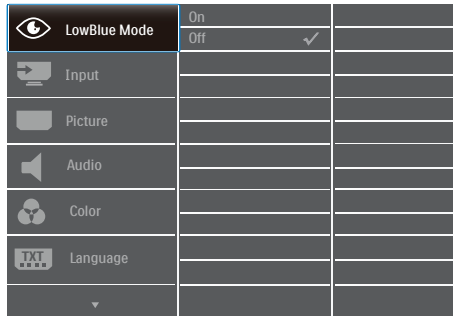 LowBlue Mode
On
Off
Input
Picture
Audio
Color
TXT
Language